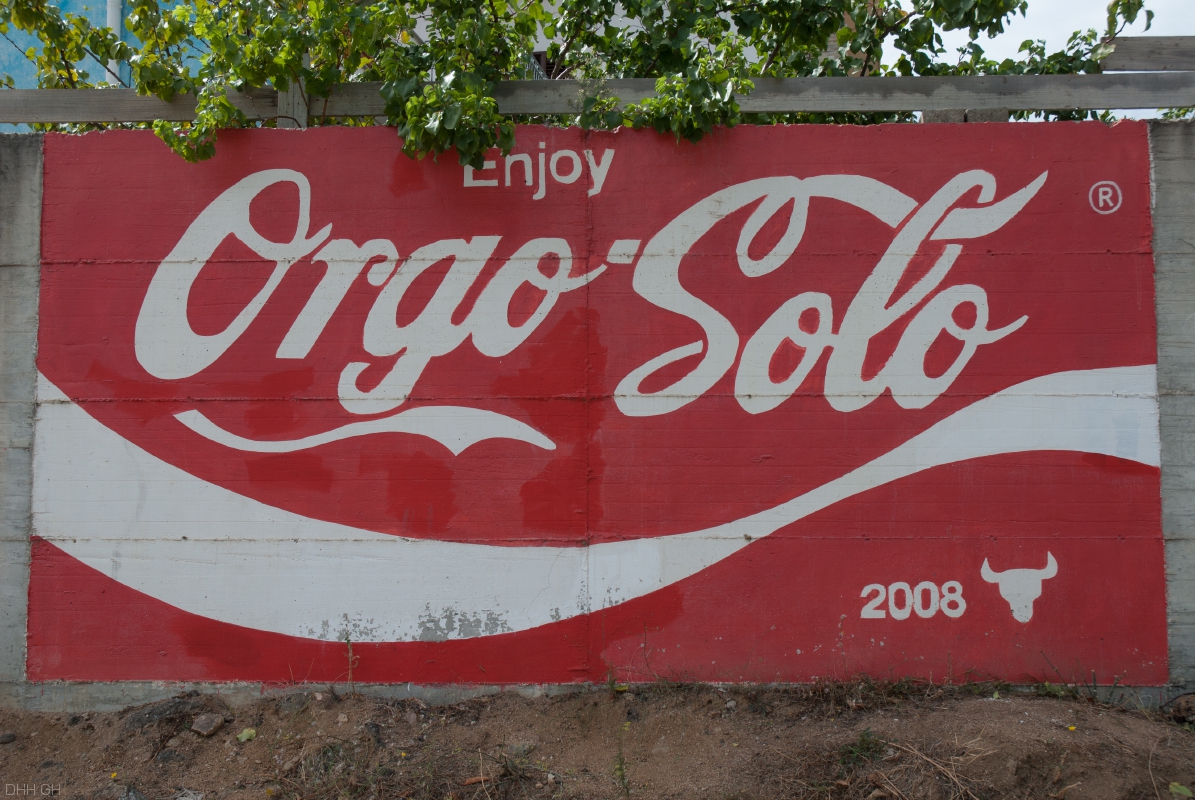 Enjoy
Orgo-Solo ®
2008
DHH GH